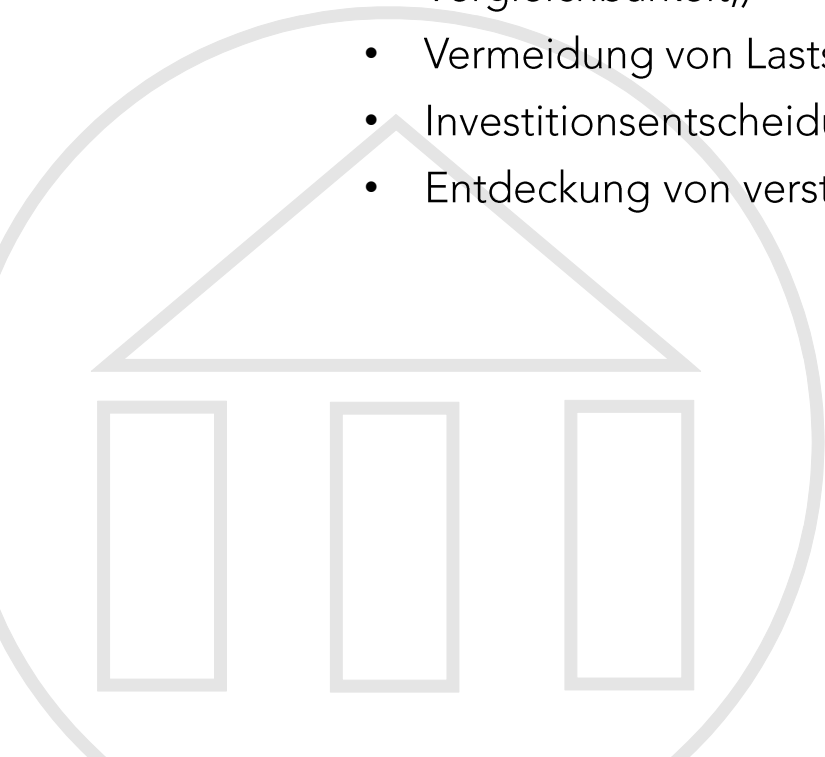 • Vermeidung von Lasts
• Investitionsentscheidu
• Entdeckung von verst